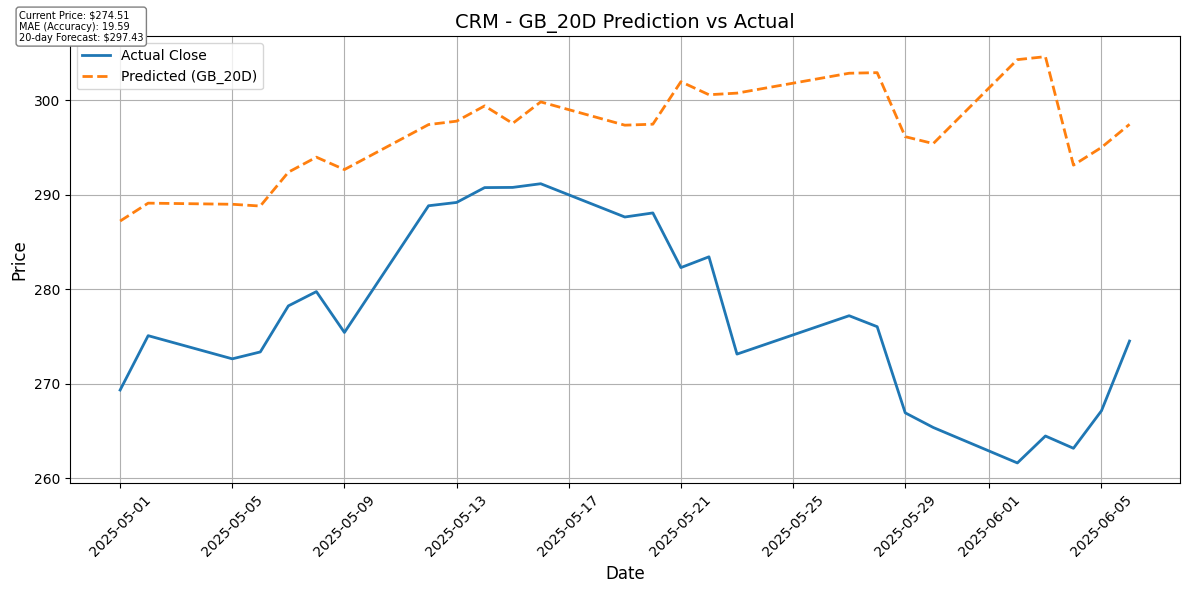 Current Price: $274.51
MAE (Accuracy): 19.59
20-day Forecast: $297.43
CRM - GB_20D Prediction vs Actual
Actual Close
Predicted (GB_20D)
Price
300
290
280
270
260
2025-05-01
2025-05-05
2025-05-09
2025-05-13
2025-05-17
2025-05-21
2025-05-25
2025-05-29
2025-06-01
2025-06-05
Date